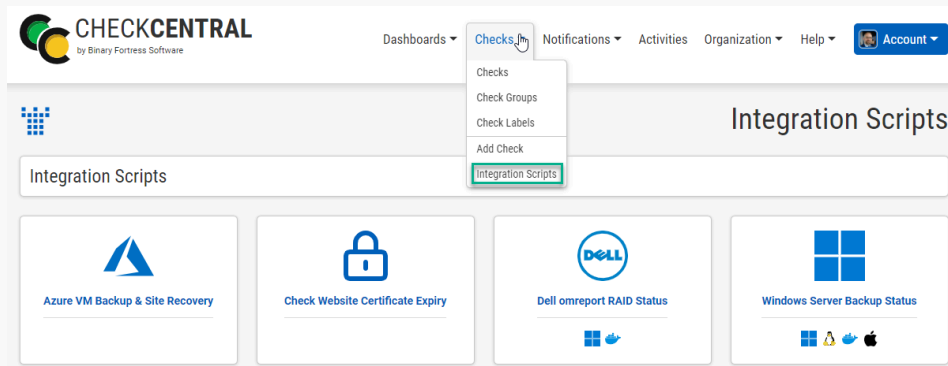 CHECKCENTRAL
by Binary Fortress Software
Dashboards Checks Notifications Activities Organization Help Account
Checks
Check Groups
Check Labels
Add Check
Integration Scripts
Integration Scripts
Integration Scripts
Azure VM Backup & Site Recovery
Check Website Certificate Expiry
DELL
Dell omreport RAID Status
Windows Server Backup Status